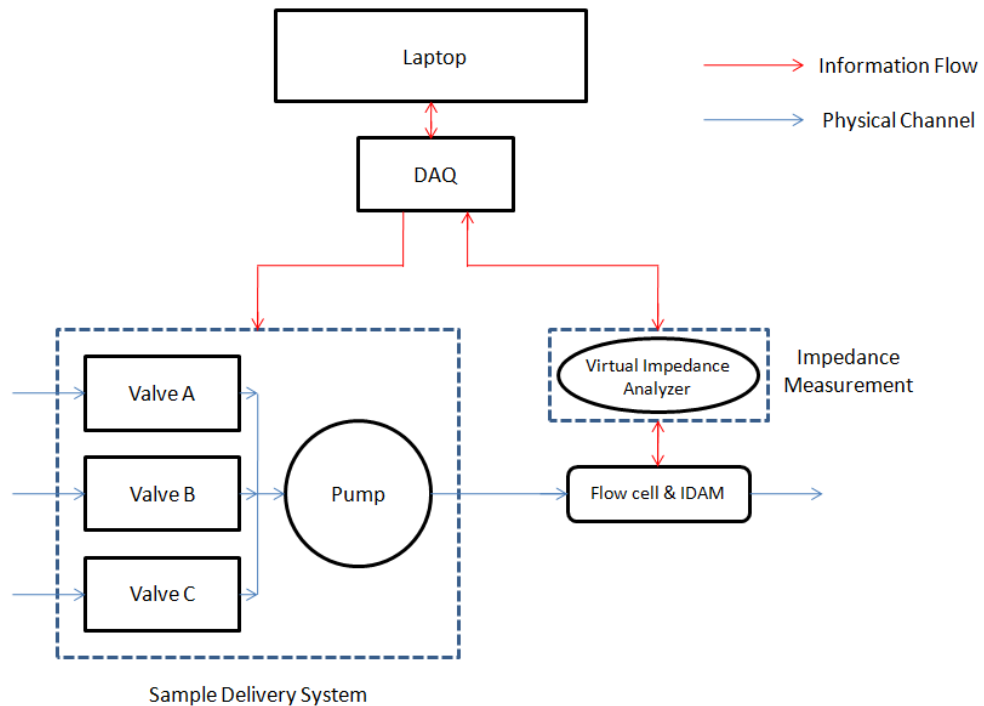 Laptop
Information Flow
Physical Channel
DAQ
Virtual Impedance
Analyzer
Impedance
Measurement
Valve A
Valve B
Pump
Flow cell & IDAM
Valve C
Sample Delivery System